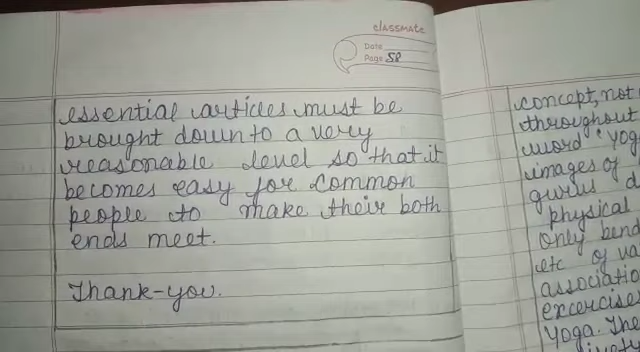 classmate
Date
Page 58
essential articles must be
brought down to a very
reasonable level so that it
becomes easy for common
people to make their both
ends meet.
Thank-you.
concept, not
throughout
word 'Yog
images of
gurus d
physical
only bend
etc of va
associatio
excercise
Yoga. The